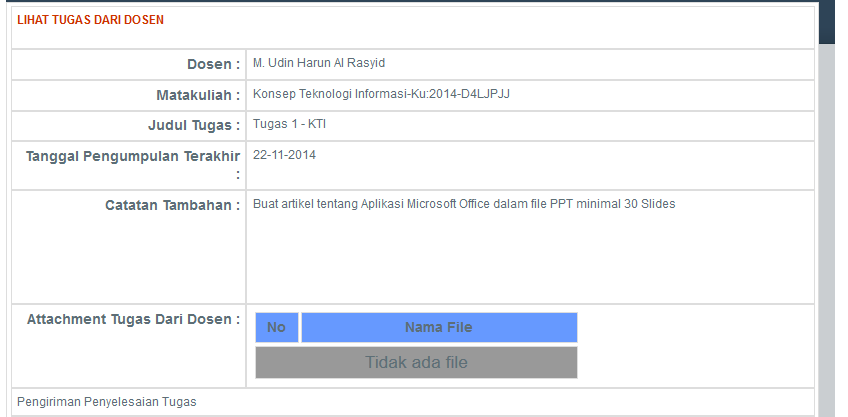 LIHAT TUGAS DARI DOSEN
Dosen : M. Udin Harun Al Rasyid
Matakuliah : Konsep Teknologi Informasi-Ku:2014-D4LJPJJ
Judul Tugas : Tugas 1 - KTI
Tanggal Pengumpulan Terakhir : 22-11-2014
Catatan Tambahan : Buat artikel tentang Aplikasi Microsoft Office dalam file PPT minimal 30 Slides
Attachment Tugas Dari Dosen :
No Nama File
Tidak ada file
Pengiriman Penyelesaian Tugas